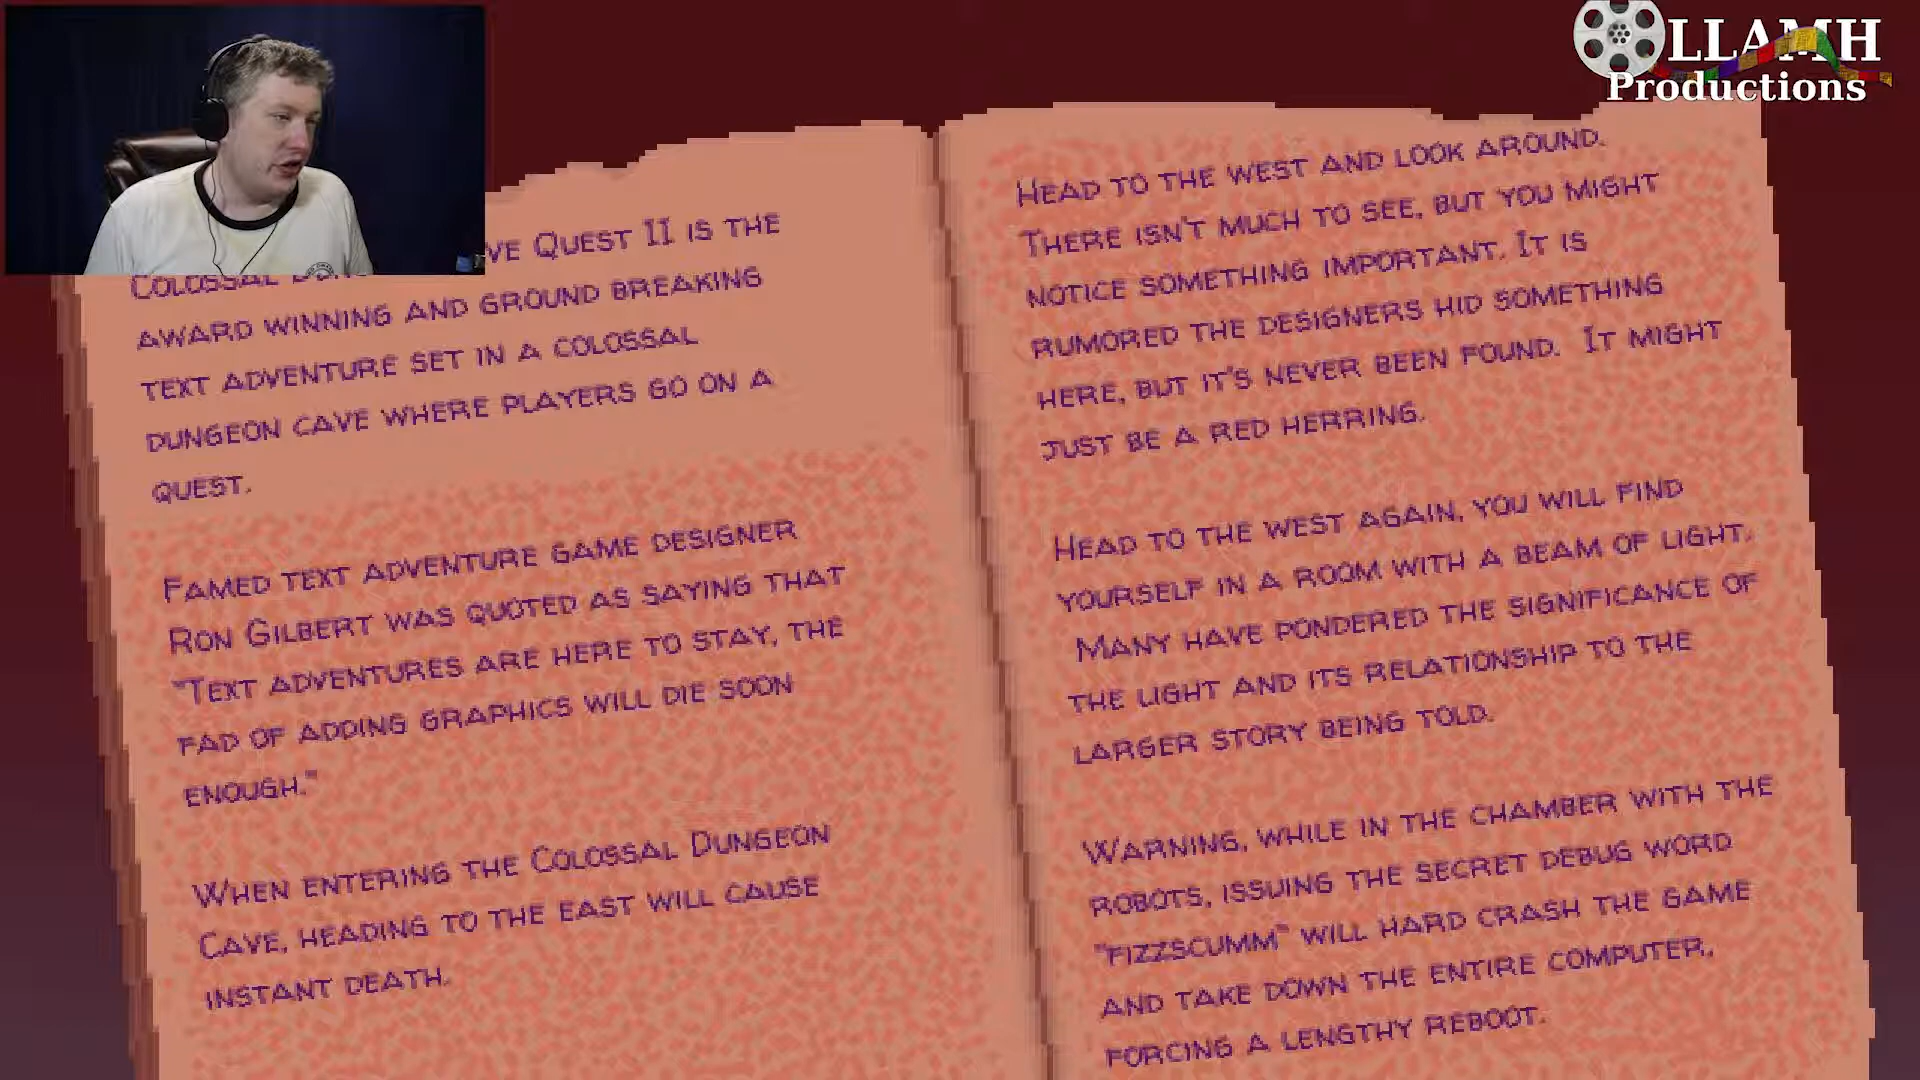 LLAMH
Productions
COLOSSAL VE QUEST II IS THE
AWARD WINNING AND GROUND BREAKING
TEXT ADVENTURE SET IN A COLOSSAL
DUNGEON CAVE WHERE PLAYERS GO ON A
QUEST.
FAMED TEXT ADVENTURE GAME DESIGNER
RON GILBERT WAS QUOTED AS SAYING THAT
"TEXT ADVENTURES ARE HERE TO STAY, THE
FAD OF ADDING GRAPHICS WILL DIE SOON
ENOUGH."
WHEN ENTERING THE COLOSSAL DUNGEON
CAVE, HEADING TO THE EAST WILL CAUSE
INSTANT DEATH.
HEAD TO THE WEST AND LOOK AROUND.
THERE ISN'T MUCH TO SEE, BUT YOU MIGHT
NOTICE SOMETHING IMPORTANT. IT IS
RUMORED THE DESIGNERS HID SOMETHING
HERE, BUT IT'S NEVER BEEN FOUND. IT MIGHT
JUST BE A RED HERRING.
HEAD TO THE WEST AGAIN, YOU WILL FIND
YOURSELF IN A ROOM WITH A BEAM OF LIGHT.
MANY HAVE PONDERED THE SIGNIFICANCE OF
THE LIGHT AND ITS RELATIONSHIP TO THE
LARGER STORY BEING TOLD.
WARNING, WHILE IN THE CHAMBER WITH THE
ROBOTS, ISSUING THE SECRET DEBUG WORD
"FIZZSCUMM" WILL HARD CRASH THE GAME
AND TAKE DOWN THE ENTIRE COMPUTER,
FORCING A LENGTHY REBOOT.